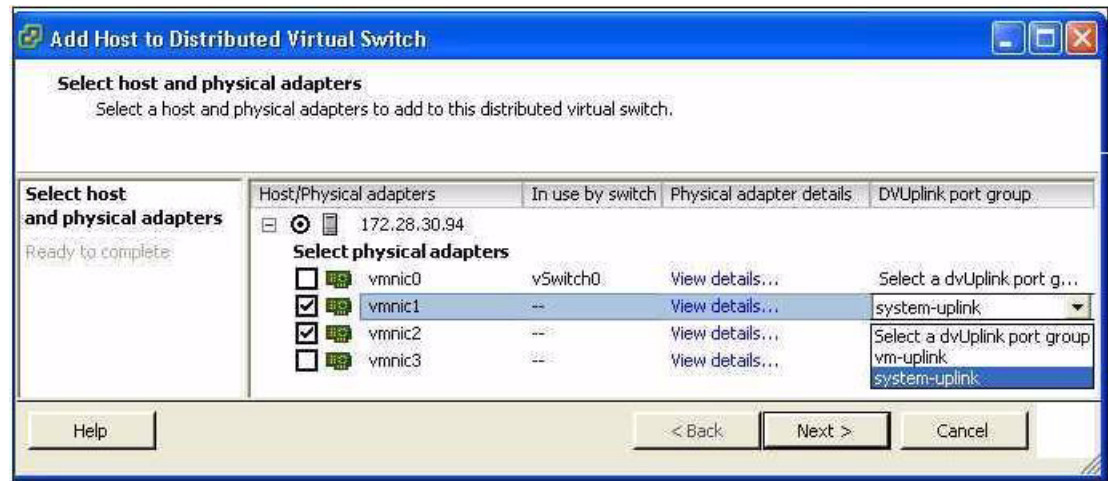 Add Host to Distributed Virtual Switch
Select host and physical adapters
Select a host and physical adapters to add to this distributed virtual switch.
Select host
and physical adapters
Ready to complete
Host/Physical adapters In use by switch Physical adapter details DVUplink port group
172.28.30.94
Select physical adapters
vmnic0 vSwitch0 View details... Select a dvUplink port g...
vmnic1 -- View details... system-uplink
vmnic2 -- View details...
vmnic3 -- View details...
Select a dvUplink port group
vm-uplink
system-uplink
Help < Back Next > Cancel